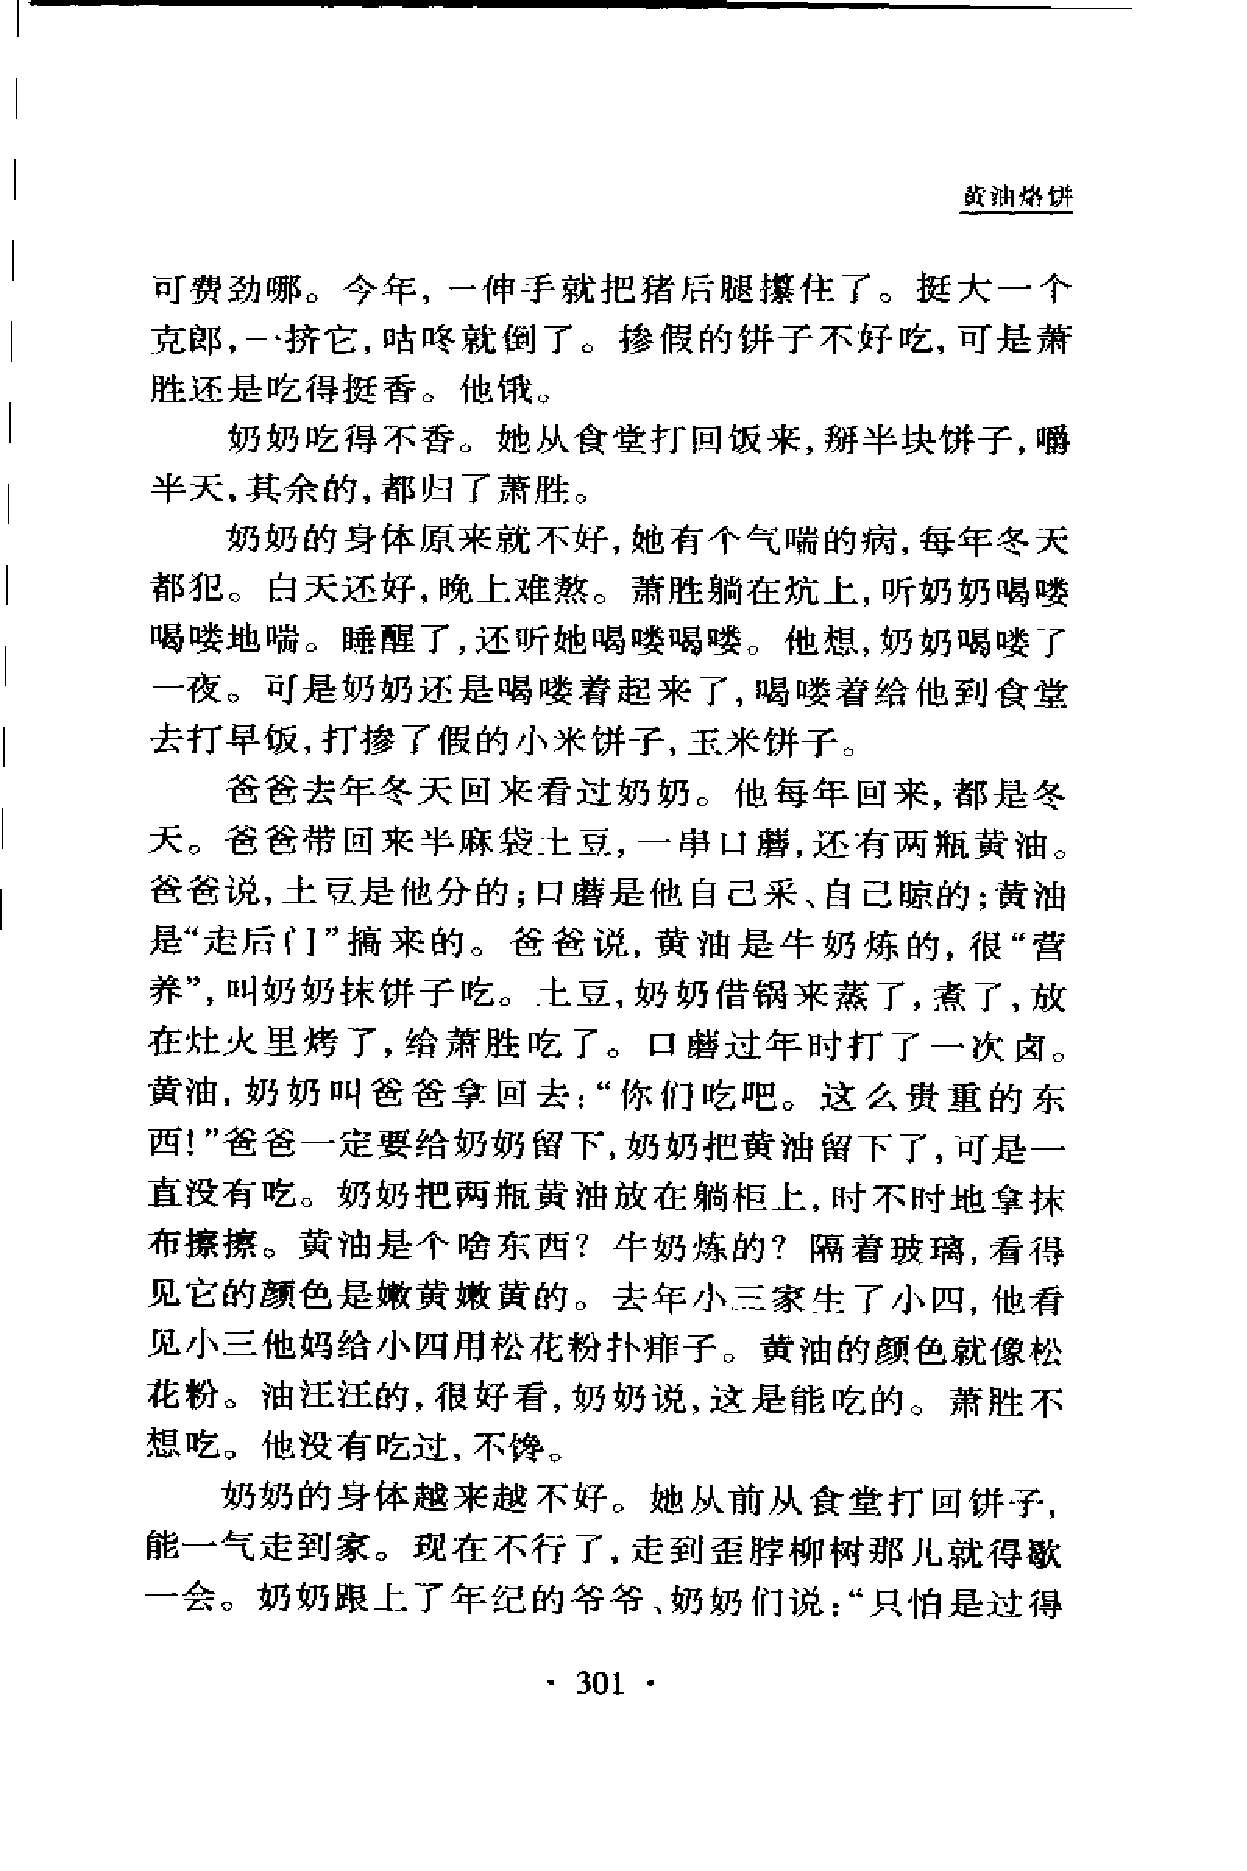 黄油烙饼
可费劲哪。今年，一伸手就把猪后腿攥住了。挺大一个
克郎，一挤它，咕咚就倒了。掺假的饼子不好吃，可是萧
胜还是吃得挺香。他饿。
奶奶吃得不香。她从食堂打回饭来，掰半块饼子，嚼
半天，其余的，都归了萧胜。
奶奶的身体原来就不好，她有个气喘的病，每年冬天
都犯。白天还好，晚上难熬。萧胜躺在炕上，听奶奶喝喽
喝喽地喘。睡醒了，还听她喝喽喝喽。他想，奶奶喝喽了
一夜。可是奶奶还是喝喽着起来了，喝喽着给他到食堂
去打早饭，打掺了假的小米饼子，玉米饼子。
爸爸去年冬天回来看过奶奶。他每年回来，都是冬
天。爸爸带回来半麻袋土豆，一串口蘑，还有两瓶黄油。
爸爸说，土豆是他分的；口蘑是他自己采、自己晾的；黄油
是“走后门”搞来的。爸爸说，黄油是牛奶炼的，很“营
养”，叫奶奶抹饼子吃。土豆，奶奶借锅来蒸了，煮了，放
在灶火里烤了，给萧胜吃了。口蘑过年时打了一次卤。
黄油，奶奶叫爸爸拿回去：“你们吃吧。这么贵重的东
西！”爸爸一定要给奶奶留下，奶奶把黄油留下了，可是一
直没有吃。奶奶把两瓶黄油放在躺柜上，时不时地拿抹
布擦擦。黄油是个啥东西？牛奶炼的？隔着玻璃，看得
见它的颜色是嫩黄嫩黄的。去年小三家生了小四，他看
见小三他妈给小四用松花粉扑痱子。黄油的颜色就像松
花粉。油汪汪的，很好看，奶奶说，这是能吃的。萧胜不
想吃。他没有吃过，不馋。
奶奶的身体越来越不好。她从前从食堂打回饼子，
能一气走到家。现在不行了，走到歪脖柳树那儿就得歇
一会。奶奶跟上了年纪的爷爷、奶奶们说：“只怕是过得
· 301 ·